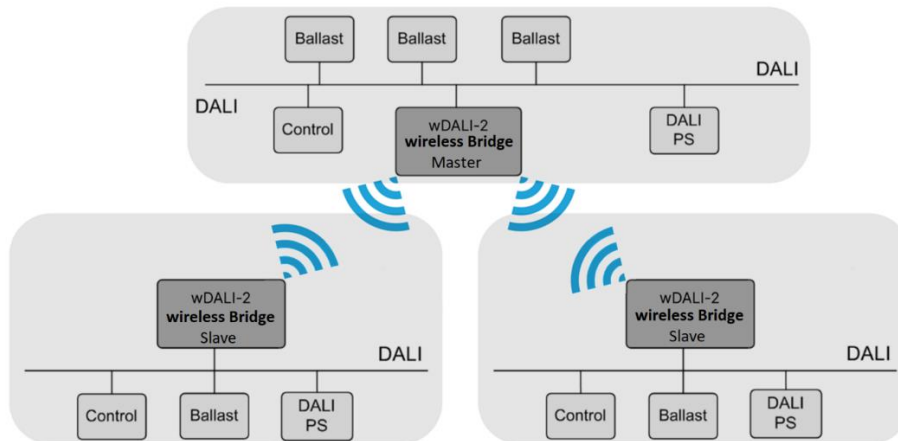 Ballast
Ballast
Ballast
DALI
DALI
Control
wDALI-2
wireless Bridge
Master
DALI
PS
wDALI-2
wireless Bridge
Slave
DALI
Control
Ballast
DALI
PS
wDALI-2
wireless Bridge
Slave
DALI
Control
Ballast
DALI
PS